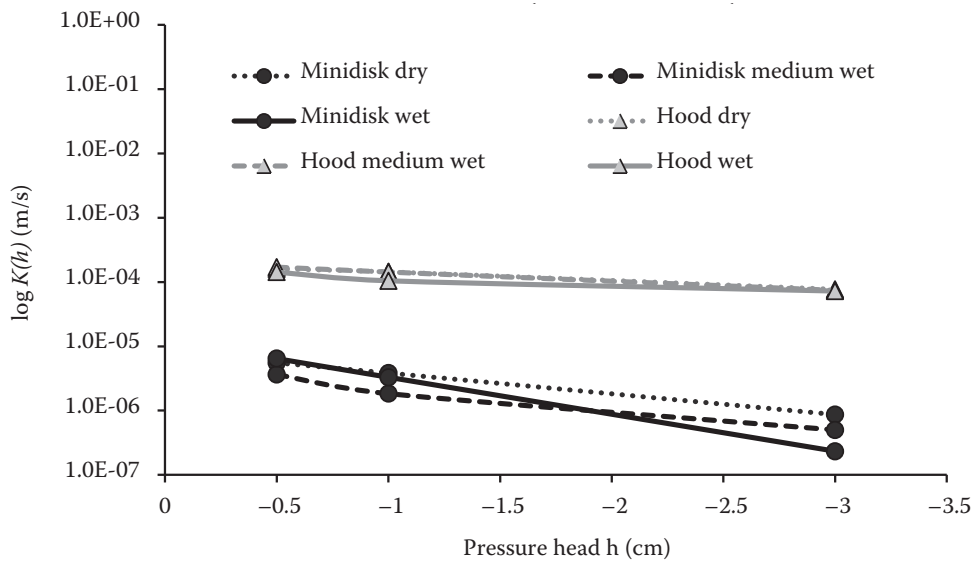 1.0E+00
1.0E-01
1.0E-02
1.0E-03
1.0E-04
1.0E-05
1.0E-06
1.0E-07
log K(h) (m/s)
Minidisk dry
Minidisk medium wet
Minidisk wet
Hood dry
Hood medium wet
Hood wet
0 –0.5 –1 –1.5 –2 –2.5 –3 –3.5
Pressure head h (cm)